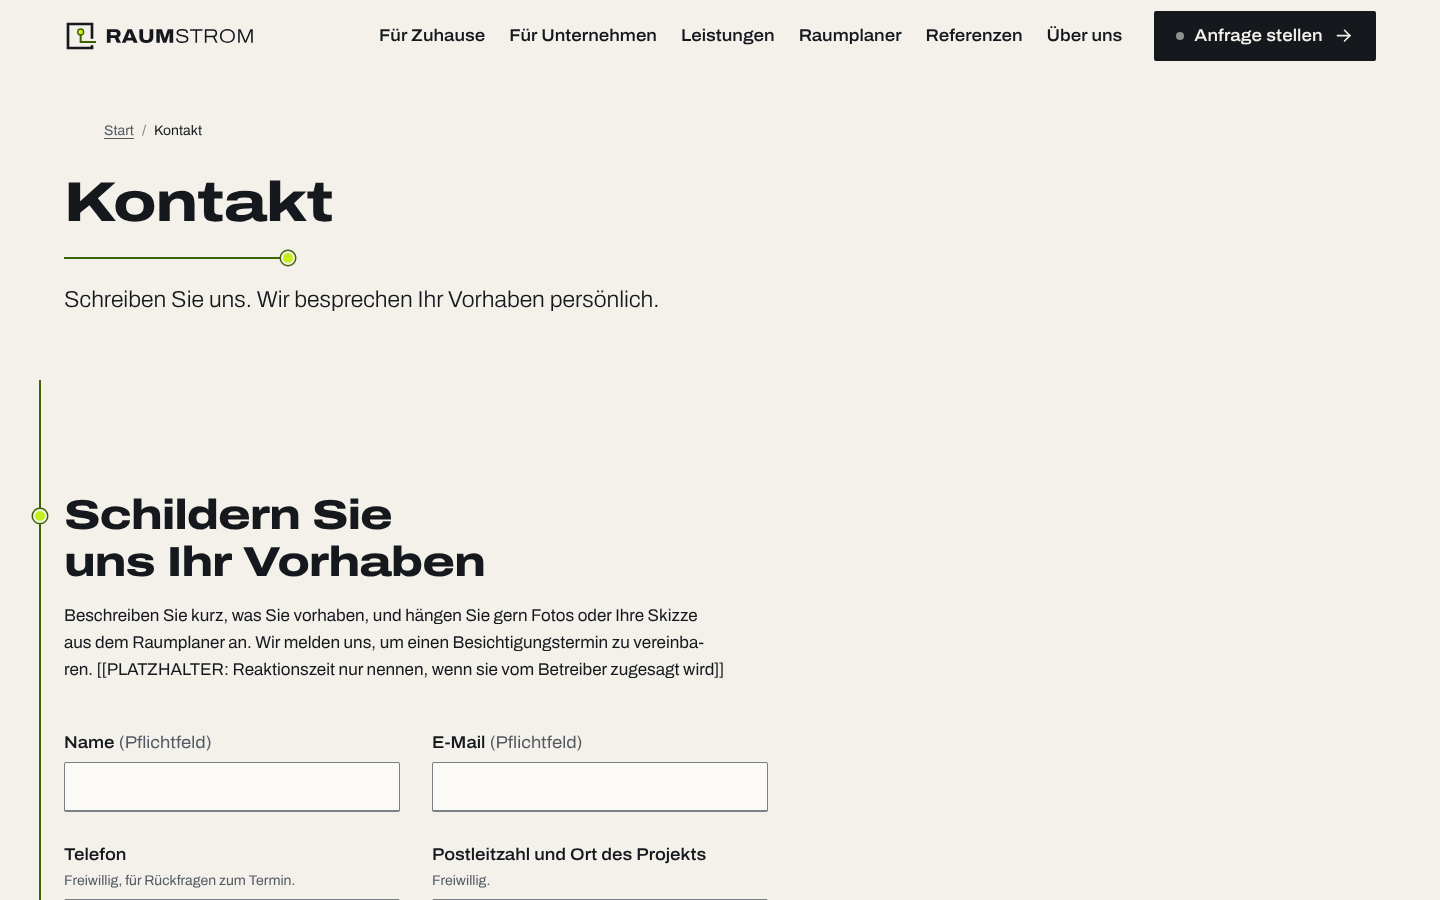 RAUMSTROM
Für Zuhause
Für Unternehmen
Leistungen
Raumplaner
Referenzen
Über uns
Anfrage stellen →
Start / Kontakt
Kontakt
Schreiben Sie uns. Wir besprechen Ihr Vorhaben persönlich.
Schildern Sie
uns Ihr Vorhaben
Beschreiben Sie kurz, was Sie vorhaben, und hängen Sie gern Fotos oder Ihre Skizze
aus dem Raumplaner an. Wir melden uns, um einen Besichtigungstermin zu vereinba-
ren. [[PLATZHALTER: Reaktionszeit nur nennen, wenn sie vom Betreiber zugesagt wird]]
Name (Pflichtfeld)
E-Mail (Pflichtfeld)
Telefon
Freiwillig, für Rückfragen zum Termin.
Postleitzahl und Ort des Projekts
Freiwillig.